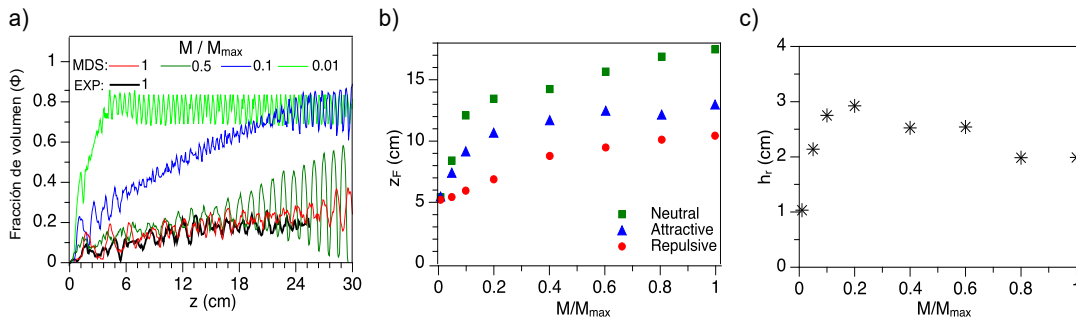 a)
M / Mmax
MDS: 1 0.5 0.1 0.01
EXP: 1
Fracción de volumen (Φ)
1
0.8
0.6
0.4
0.2
0
0 6 12 18 24 30
z (cm)
b)
zF (cm)
15
10
5
0
Neutral
Attractive
Repulsive
0 0.2 0.4 0.6 0.8 1
M/Mmax
c)
hr (cm)
4
3
2
1
0
0 0.2 0.4 0.6 0.8 1
M/Mmax